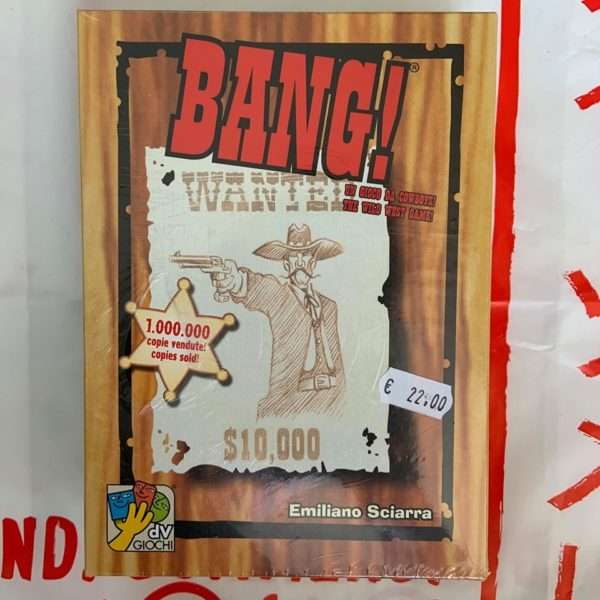 BANG!
®
WANTED
UN GIOCO DA COWBOYS!
THE WILD WEST GAME!
1.000.000
copie vendute!
copies sold!
€ 22.00
$10,000
Emiliano Sciarra
dV
GIOCHI